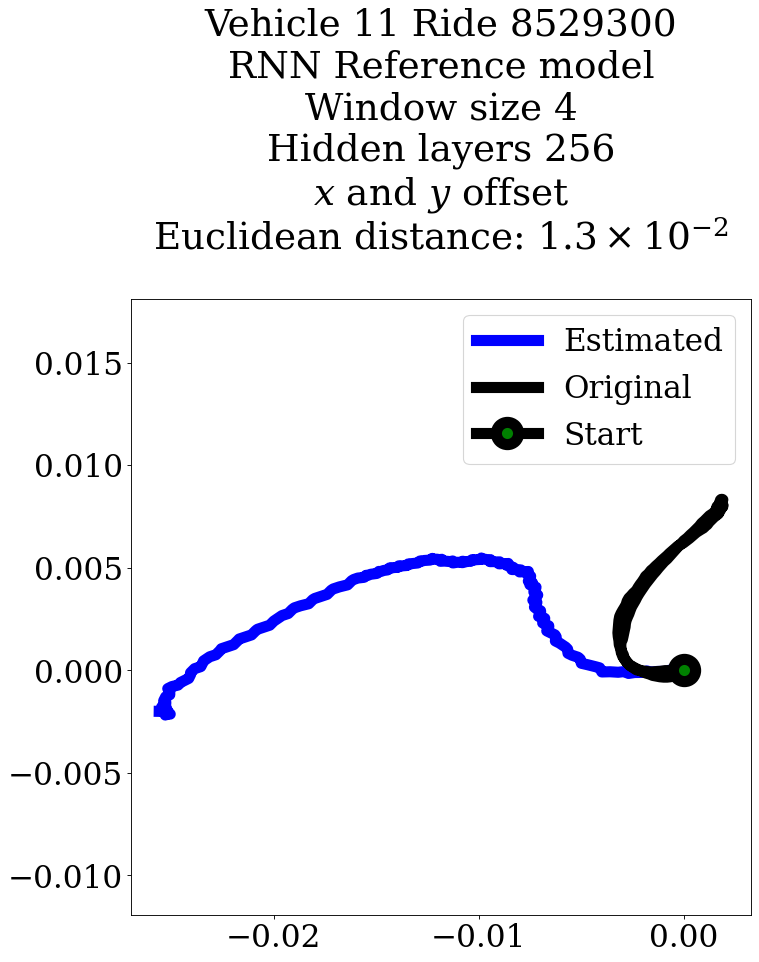 Vehicle 11 Ride 8529300
RNN Reference model
Window size 4
Hidden layers 256
x and y offset
Euclidean distance: 1.3 × 10⁻²
Estimated
Original
Start
0.015
0.010
0.005
0.000
−0.005
−0.010
−0.02 −0.01 0.00